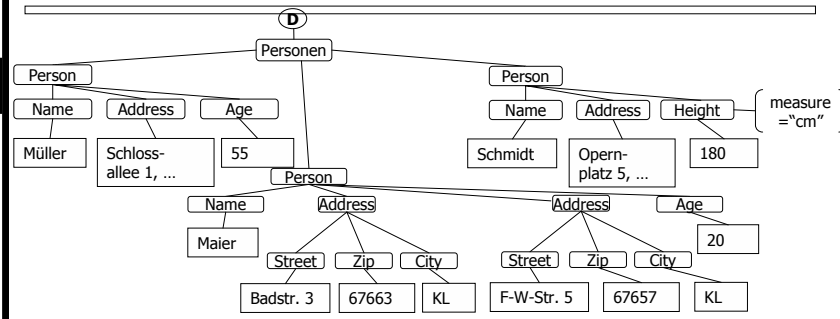 D
Personen
Person
Person
Name Address Age
Name Address Height
measure
="cm"
Müller
Schloss-
allee 1, ...
55
Schmidt
Opern-
platz 5, ...
180
Person
Name Address Address Age
Maier
20
Street Zip City
Street Zip City
Badstr. 3 67663 KL
F-W-Str. 5 67657 KL